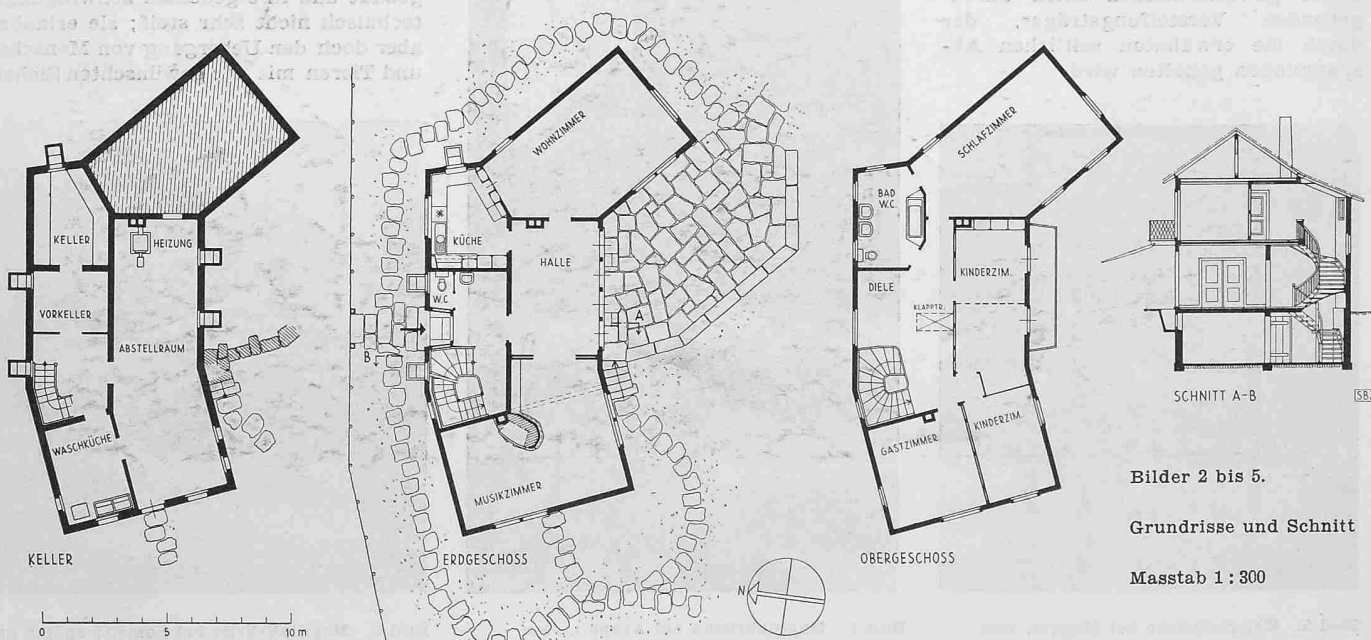 KELLER
HEIZUNG
VORKELLER
ABSTELLRAUM
WASCHKÜCHE
KELLER
0 5 10 m
WOHNZIMMER
KÜCHE
HALLE
W.C.
A
B
MUSIKZIMMER
ERDGESCHOSS
N
SCHLAFZIMMER
BAD
W.C.
KINDERZIM.
DIELE
KLAPPTR.
GASTZIMMER
KINDERZIM.
OBERGESCHOSS
SCHNITT A-B
SBZ
Bilder 2 bis 5.
Grundrisse und Schnitt
Masstab 1 : 300